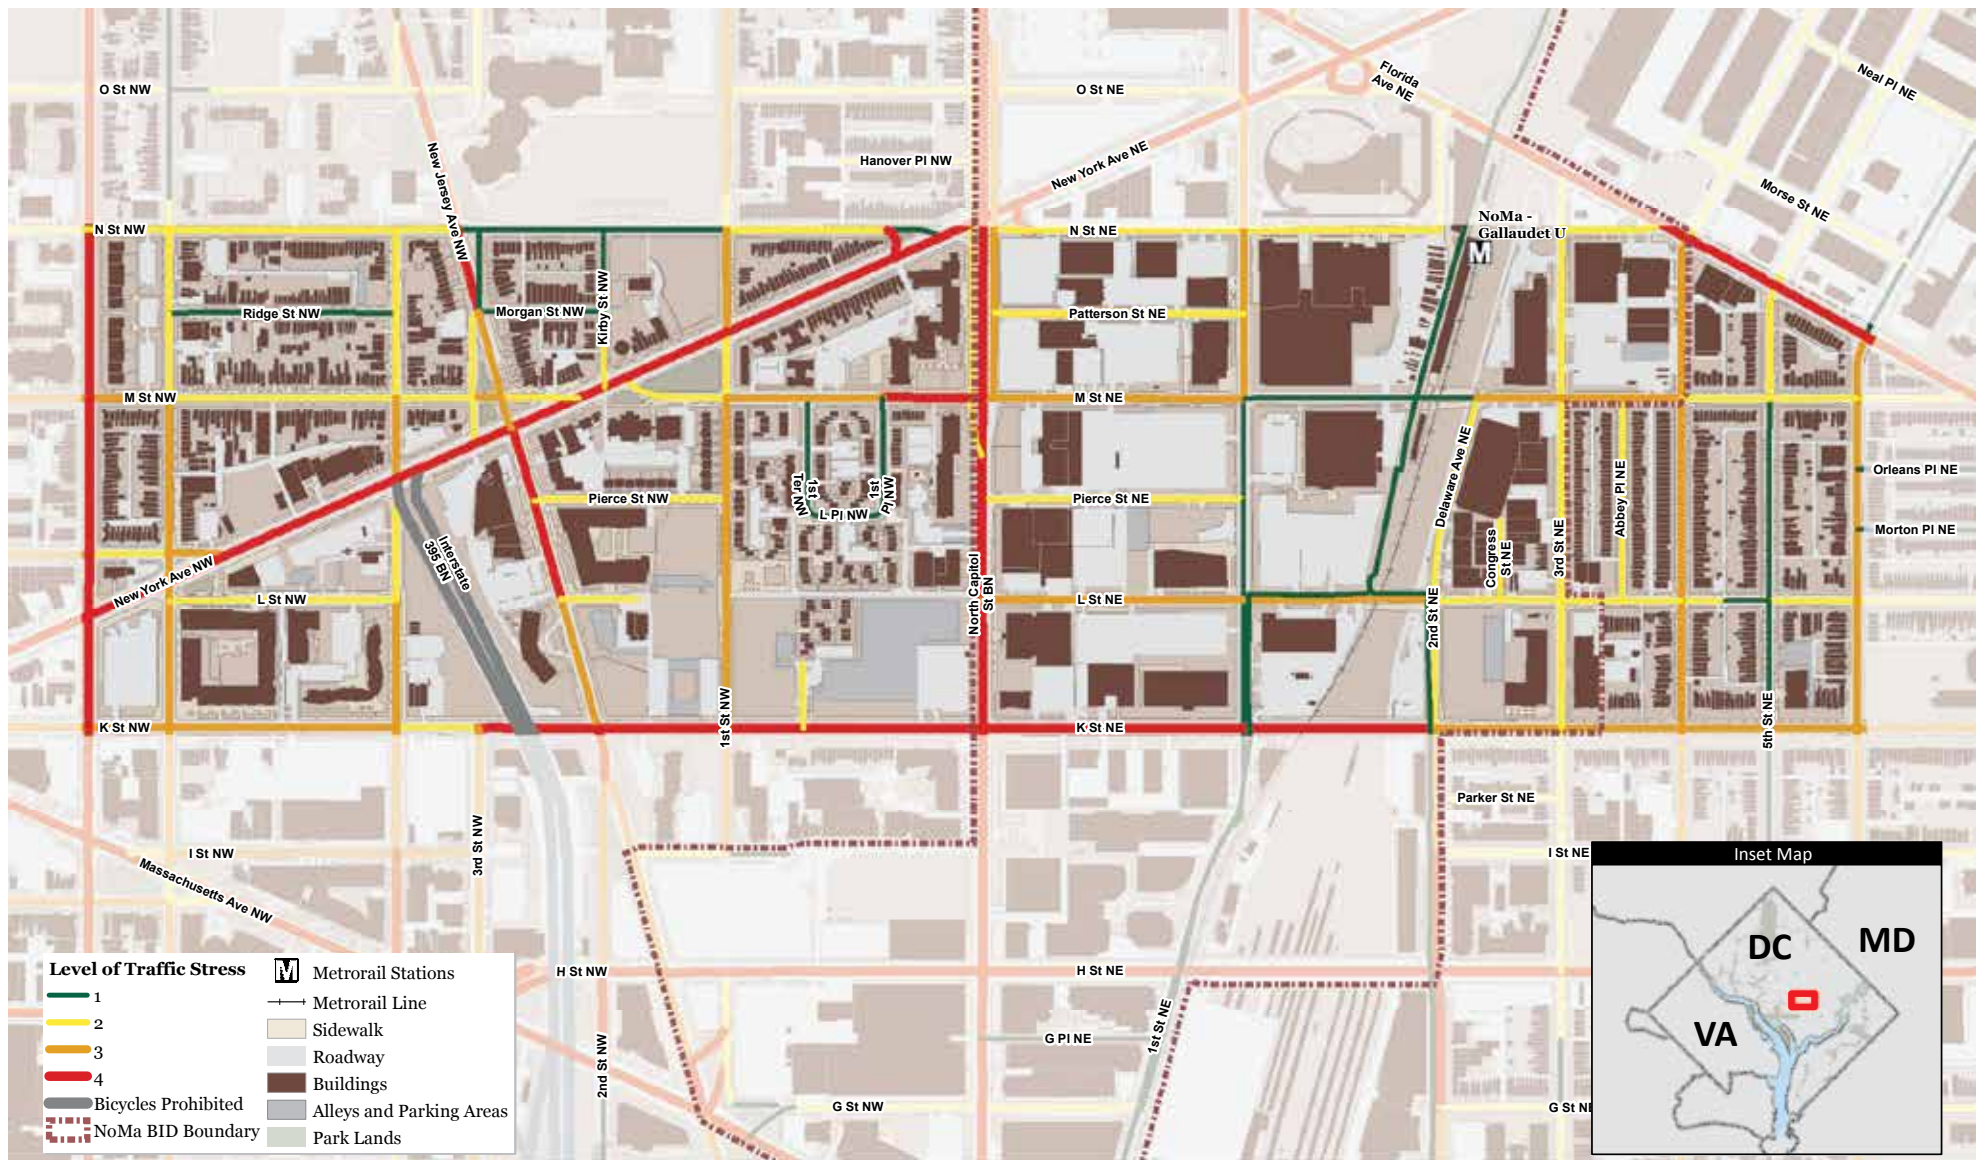 O St NW
O St NE
Florida
Ave NE
Neal Pl NE
New Jersey Ave NW
Hanover Pl NW
New York Ave NE
Morse St NE
NoMa -
Gallaudet U
M
N St NW
N St NE
Ridge St NW
Morgan St NW
Kirby St NW
Patterson St NE
M St NW
M St NE
Delaware Ave NE
Abbey Pl NE
Orleans Pl NE
Pierce St NW
1st
Ter NW
L Pl NW
1st
Pl NW
Pierce St NE
Morton Pl NE
Interstate
395 BN
New York Ave NW
North Capitol
St BN
Congress
St NE
3rd St NE
L St NW
L St NE
2nd St NE
K St NW
1st St NW
K St NE
5th St NE
Parker St NE
I St NW
3rd St NW
I St NE
Massachusetts Ave NW
H St NW
H St NE
2nd St NW
G Pl NE
1st St NE
G St NW
G St NE
Level of Traffic Stress
1
2
3
4
Bicycles Prohibited
NoMa BID Boundary
M Metrorail Stations
Metrorail Line
Sidewalk
Roadway
Buildings
Alleys and Parking Areas
Park Lands
Inset Map
DC
MD
VA